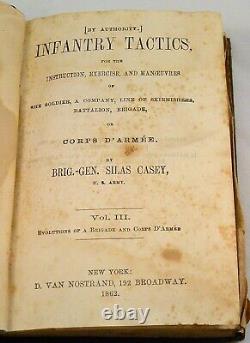 [BY AUTHORITY.]
INFANTRY TACTICS,
FOR THE
INSTRUCTION, EXERCISE, AND MANŒUVRES
OF
THE SOLDIER, A COMPANY, LINE OF SKIRMISHERS,
BATTALION, BRIGADE,
OR
CORPS D'ARMÉE.
BY
BRIG.-GEN. SILAS CASEY,
U. S. ARMY.
VOL. III.
EVOLUTIONS OF A BRIGADE AND CORPS D'ARMÉE
NEW YORK:
D. VAN NOSTRAND, 192 BROADWAY.
1862.
ebay